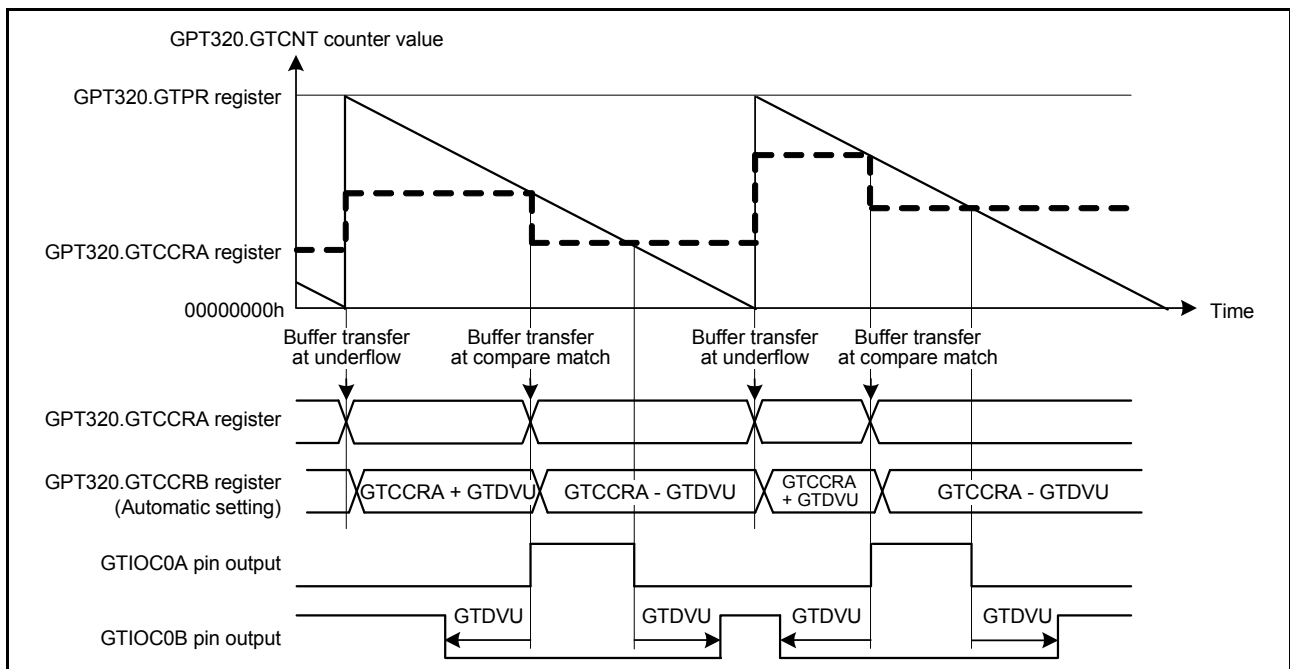 GPT320.GTCNT counter value
GPT320.GTPR register
GPT320.GTCCRA register
00000000h
Time
Buffer transfer
at underflow
Buffer transfer
at compare match
Buffer transfer
at underflow
Buffer transfer
at compare match
GPT320.GTCCRA register
GPT320.GTCCRB register
(Automatic setting)
GTCCRA + GTDVU
GTCCRA - GTDVU
GTCCRA
+ GTDVU
GTCCRA - GTDVU
GTIOC0A pin output
GTDVU
GTDVU
GTDVU
GTDVU
GTIOC0B pin output